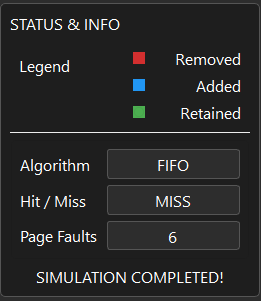 STATUS & INFO
Legend
Removed
Added
Retained
Algorithm FIFO
Hit / Miss MISS
Page Faults 6
SIMULATION COMPLETED!